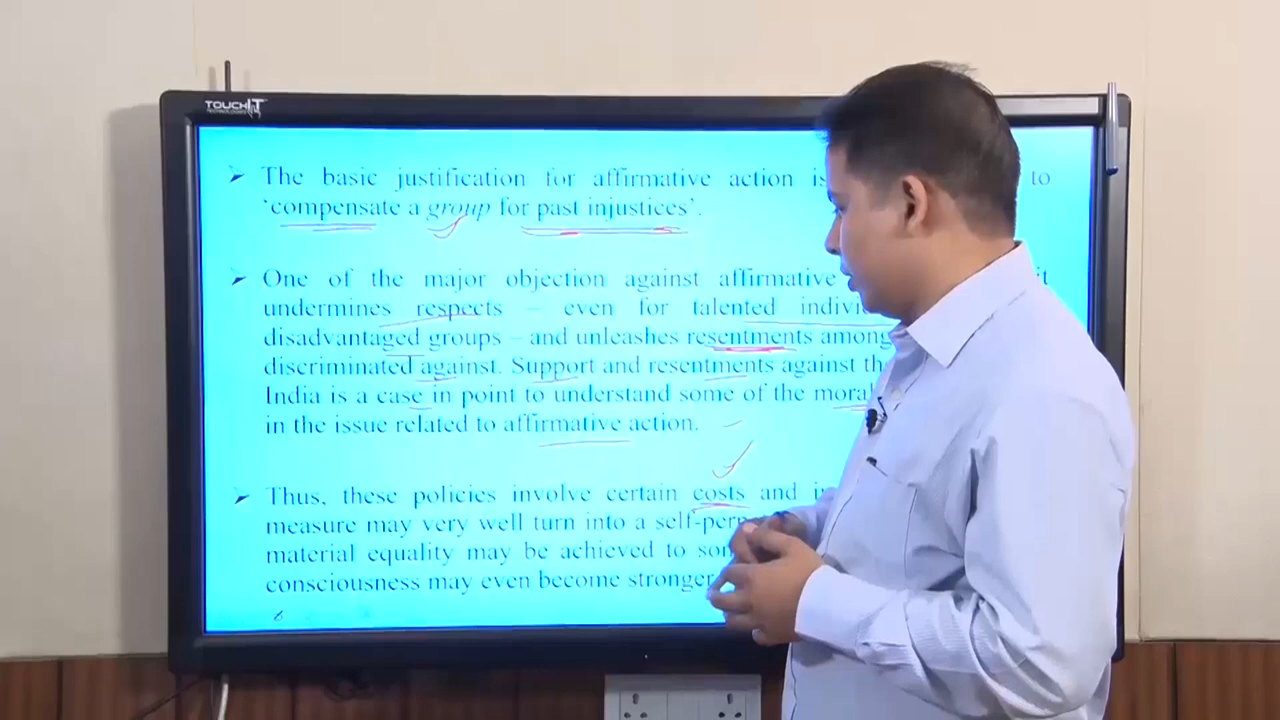 TOUCHIT
TECHNOLOGIES
➢ The basic justification for affirmative action is to
'compensate a group for past injustices'.
➢ One of the major objection against affirmative it
undermines respects – even for talented
disadvantaged groups – and unleashes resentments among
discriminated against. Support and resentments against
India is a case in point to understand some of the
in the issue related to affirmative action.
➢ Thus, these policies involve certain costs and
measure may very well turn into a
material equality may be achieved to
consciousness may even become stronger